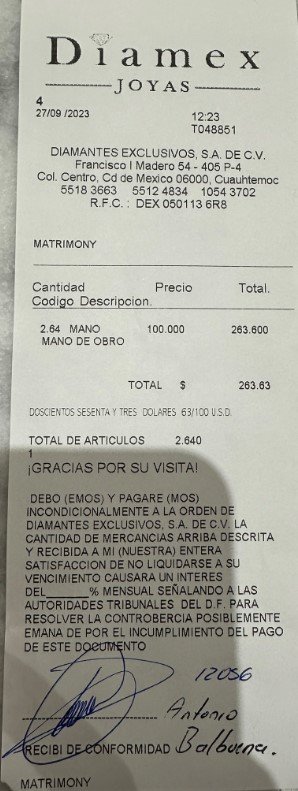 Diamex
JOYAS
4
27/09 /2023
12:23
T048851
DIAMANTES EXCLUSIVOS, S.A. DE C.V.
Francisco I Madero 54 - 405 P-4
Col. Centro, Cd de Mexico 06000, Cuauhtemoc
5518 3663 5512 4834 1054 3702
R.F.C. : DEX 050113 6R8
MATRIMONY
Cantidad Precio Total.
Codigo Descripcion.
2.64 MANO 100.000 263.600
MANO DE OBRO
TOTAL $ 263.63
DOSCIENTOS SESENTA Y TRES DOLARES 63/100 U.S.D.
TOTAL DE ARTICULOS 2.640
1
¡GRACIAS POR SU VISITA!
DEBO (EMOS) Y PAGARE (MOS)
INCONDICIONALMENTE A LA ORDEN DE
DIAMANTES EXCLUSIVOS, S.A. DE C.V. LA
CANTIDAD DE MERCANCIAS ARRIBA DESCRITA
Y RECIBIDA A MI (NUESTRA) ENTERA
SATISFACCION DE NO LIQUIDARSE A SU
VENCIMIENTO CAUSARA UN INTERES
DEL______% MENSUAL SEÑALANDO A LAS
AUTORIDADES TRIBUNALES DEL D.F. PARA
RESOLVER LA CONTROBERCIA POSIBLEMENTE
EMANA DE POR EL INCUMPLIMIENTO DEL PAGO
DE ESTE DOCUMENTO
12056
Antonio
RECIBI DE CONFORMIDAD Balbuena.
MATRIMONY